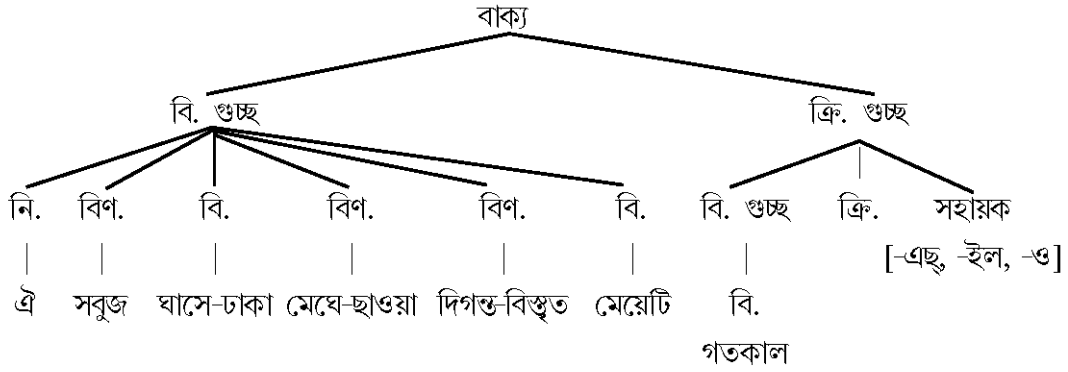 বাক্য
বি. গুচ্ছ ক্রি. গুচ্ছ
নি. বিণ. বি. বিণ. বিণ. বি. বি. গুচ্ছ ক্রি. সহায়ক
[-এছ্, -ইল, -ও]
ঐ সবুজ ঘাসে-ঢাকা মেঘে-ছাওয়া দিগন্ত-বিস্তৃত মেয়েটি বি.
গতকাল